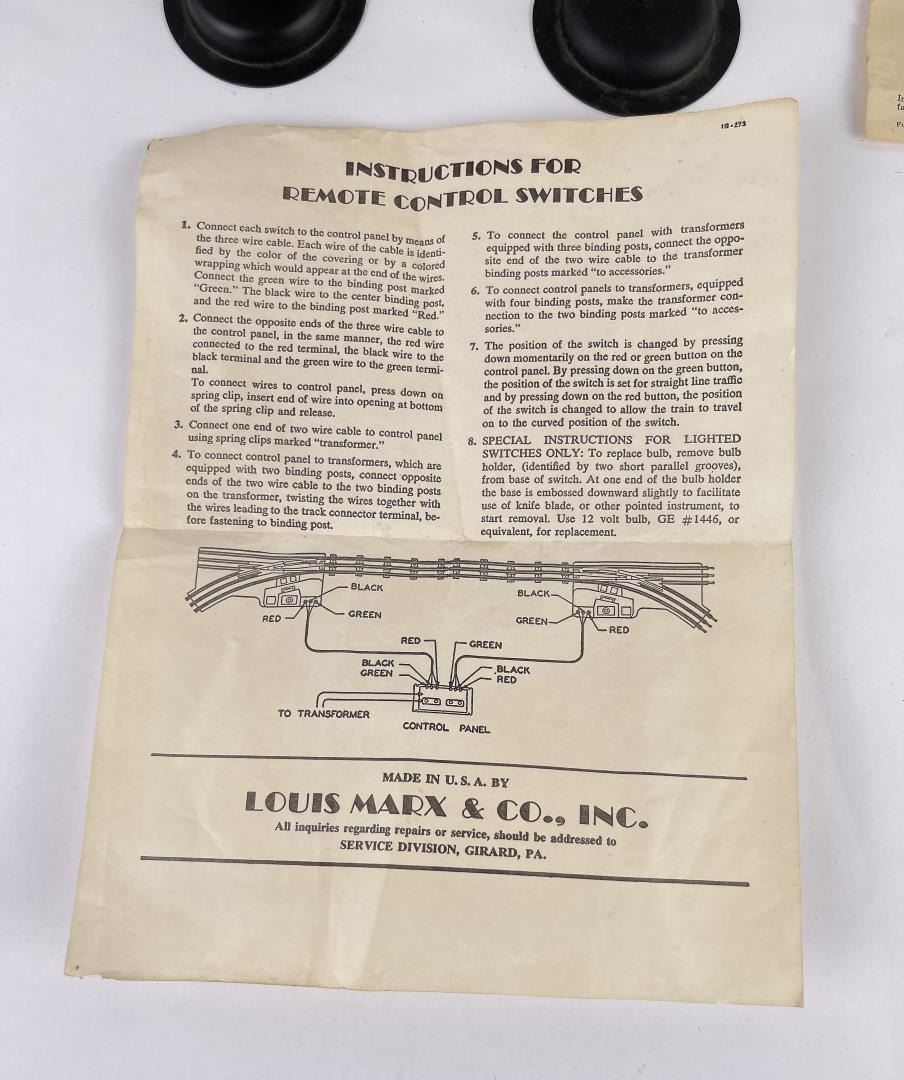 IS-273
INSTRUCTIONS FOR
REMOTE CONTROL SWITCHES
1. Connect each switch to the control panel by means of
the three wire cable. Each wire of the cable is identi-
fied by the color of the covering or by a colored
wrapping which would appear at the end of the wires.
Connect the green wire to the binding post marked
"Green." The black wire to the center binding post,
and the red wire to the binding post marked "Red."
2. Connect the opposite ends of the three wire cable to
the control panel, in the same manner, the red wire
connected to the red terminal, the black wire to the
black terminal and the green wire to the green termi-
nal.
To connect wires to control panel, press down on
spring clip, insert end of wire into opening at bottom
of the spring clip and release.
3. Connect one end of two wire cable to control panel
using spring clips marked "transformer."
4. To connect control panel to transformers, which are
equipped with two binding posts, connect opposite
ends of the two wire cable to the two binding posts
on the transformer, twisting the wires together with
the wires leading to the track connector terminal, be-
fore fastening to binding post.
5. To connect the control panel with transformers
equipped with three binding posts, connect the oppo-
site end of the two wire cable to the transformer
binding posts marked "to accessories."
6. To connect control panels to transformers, equipped
with four binding posts, make the transformer con-
nection to the two binding posts marked "to acces-
sories."
7. The position of the switch is changed by pressing
down momentarily on the red or green button on the
control panel. By pressing down on the green button,
the position of the switch is set for straight line traffic
and by pressing down on the red button, the position
of the switch is changed to allow the train to travel
on to the curved position of the switch.
8. SPECIAL INSTRUCTIONS FOR LIGHTED
SWITCHES ONLY: To replace bulb, remove bulb
holder, (identified by two short parallel grooves),
from base of switch. At one end of the bulb holder
the base is embossed downward slightly to facilitate
use of knife blade, or other pointed instrument, to
start removal. Use 12 volt bulb, GE #1446, or
equivalent, for replacement.
BLACK
GREEN
RED
BLACK
GREEN
RED
RED
GREEN
BLACK
GREEN
BLACK
RED
TO TRANSFORMER
CONTROL PANEL
MADE IN U. S. A. BY
LOUIS MARX & CO., INC.
All inquiries regarding repairs or service, should be addressed to
SERVICE DIVISION, GIRARD, PA.